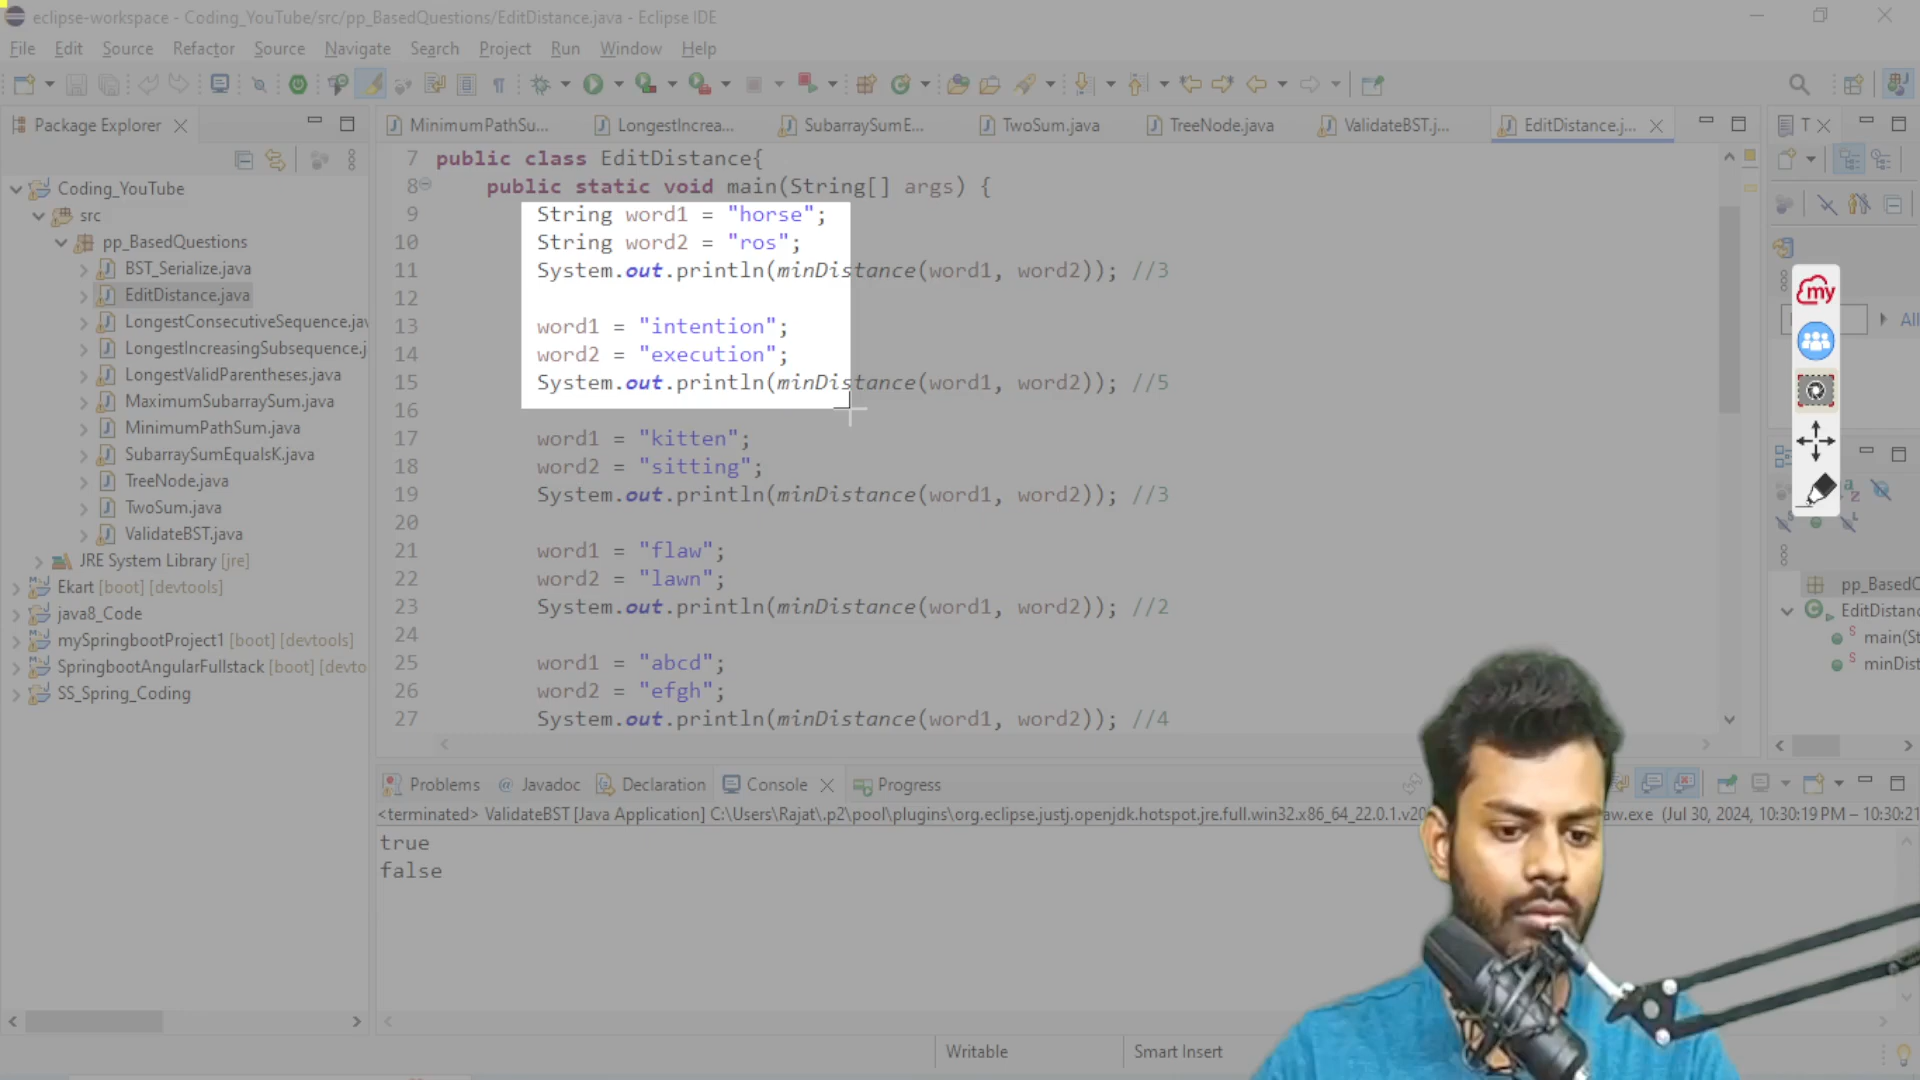 eclipse-workspace - Coding_YouTube/src/pp_BasedQuestions/EditDistance.java - Eclipse IDE
File Edit Source Refactor Source Navigate Search Project Run Window Help
Package Explorer
MinimumPathSu... LongestIncrea... SubarraySumE... TwoSum.java TreeNode.java ValidateBST.j... EditDistance.j...
T
Coding_YouTube
src
pp_BasedQuestions
BST_Serialize.java
EditDistance.java
LongestConsecutiveSequence.jav
LongestIncreasingSubsequence.j
LongestValidParentheses.java
MaximumSubarraySum.java
MinimumPathSum.java
SubarraySumEqualsK.java
TreeNode.java
TwoSum.java
ValidateBST.java
JRE System Library [jre]
Ekart [boot] [devtools]
java8_Code
mySpringbootProject1 [boot] [devtools]
SpringbootAngularFullstack [boot] [devto
SS_Spring_Coding
7 public class EditDistance{
8 public static void main(String[] args) {
9 String word1 = "horse";
10 String word2 = "ros";
11 System.out.println(minDistance(word1, word2)); //3
12
13 word1 = "intention";
14 word2 = "execution";
15 System.out.println(minDistance(word1, word2)); //5
16
17 word1 = "kitten";
18 word2 = "sitting";
19 System.out.println(minDistance(word1, word2)); //3
20
21 word1 = "flaw";
22 word2 = "lawn";
23 System.out.println(minDistance(word1, word2)); //2
24
25 word1 = "abcd";
26 word2 = "efgh";
27 System.out.println(minDistance(word1, word2)); //4
my
All
pp_BasedQ
EditDistanc
main(St
minDist
Problems Javadoc Declaration Console Progress
<terminated> ValidateBST [Java Application] C:\Users\Rajat\.p2\pool\plugins\org.eclipse.justj.openjdk.hotspot.jre.full.win32.x86_64_22.0.1.v20 aw.exe (Jul 30, 2024, 10:30:19 PM – 10:30:21
true
false
Writable Smart Insert